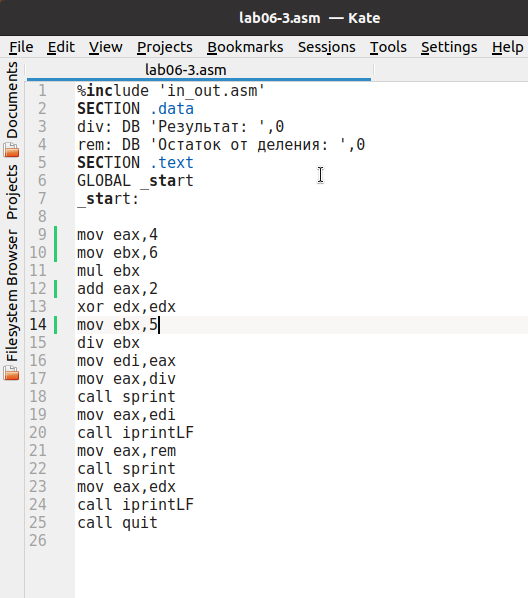 lab06-3.asm — Kate
File Edit View Projects Bookmarks Sessions Tools Settings Help
lab06-3.asm
Documents
Projects
Filesystem Browser
1 %include 'in_out.asm'
2 SECTION .data
3 div: DB 'Результат: ',0
4 rem: DB 'Остаток от деления: ',0
5 SECTION .text
6 GLOBAL _start
7 _start:
8
9 mov eax,4
10 mov ebx,6
11 mul ebx
12 add eax,2
13 xor edx,edx
14 mov ebx,5
15 div ebx
16 mov edi,eax
17 mov eax,div
18 call sprint
19 mov eax,edi
20 call iprintLF
21 mov eax,rem
22 call sprint
23 mov eax,edx
24 call iprintLF
25 call quit
26